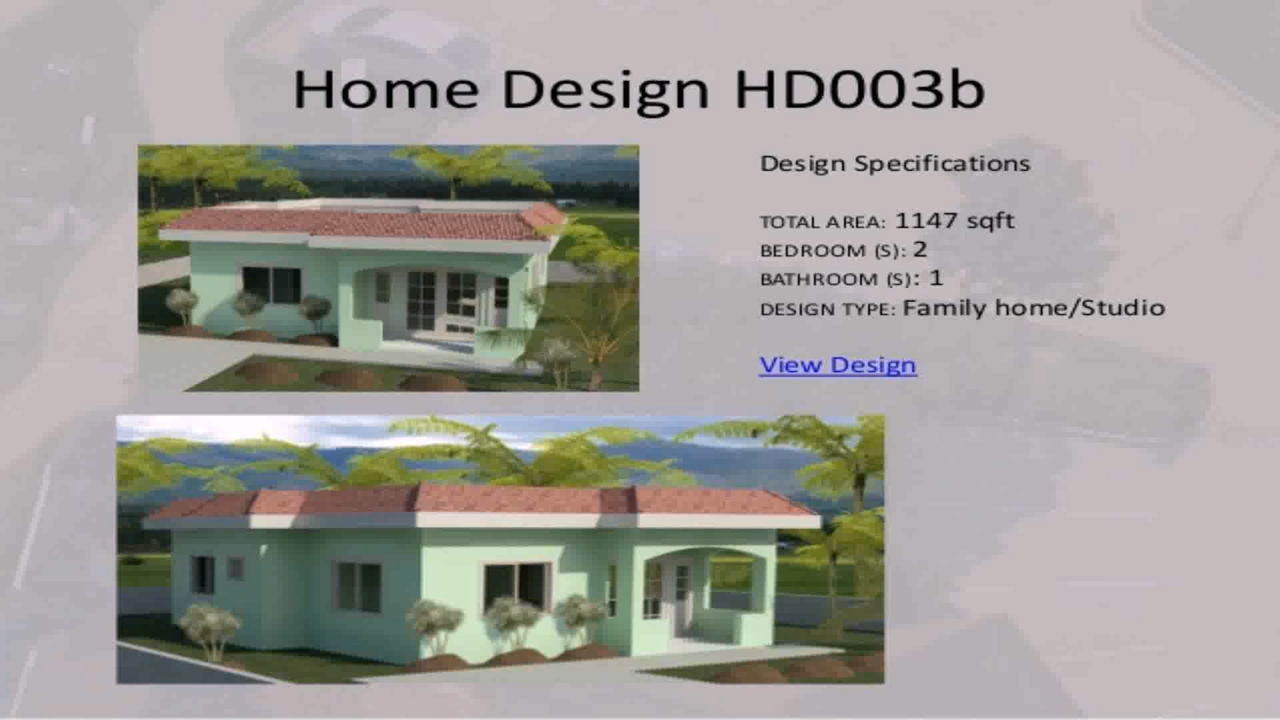 Home Design HD003b
Design Specifications
TOTAL AREA: 1147 sqft
BEDROOM (S): 2
BATHROOM (S): 1
DESIGN TYPE: Family home/Studio
View Design